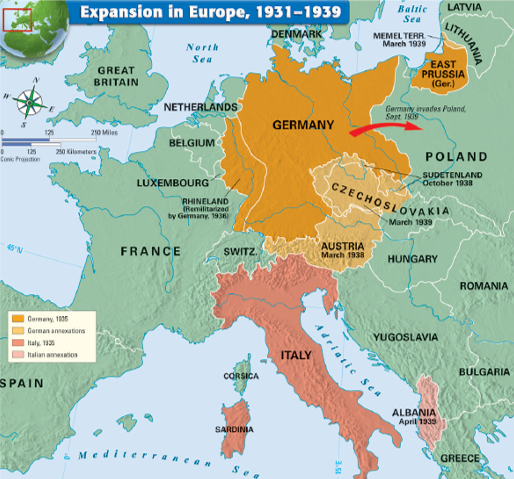 Expansion in Europe, 1931–1939
North
Sea
DENMARK
Baltic
Sea
LATVIA
LITHUANIA
MEMEL TERR.
March 1939
EAST
PRUSSIA
(Ger.)
GREAT
BRITAIN
N
W
E
S
0
125
250 Miles
0
125
250 Kilometers
Conic Projection
NETHERLANDS
GERMANY
Germany invades Poland,
Sept. 1939
BELGIUM
POLAND
LUXEMBOURG
SUDETENLAND
October 1938
RHINELAND
(Remilitarized
by Germany, 1936)
CZECHOSLOVAKIA
March 1939
45°N
FRANCE
SWITZ.
AUSTRIA
March 1938
HUNGARY
ROMANIA
Germany, 1935
German annexations
Italy, 1935
Italian annexation
ITALY
Adriatic Sea
YUGOSLAVIA
BULGARIA
SPAIN
CORSICA
SARDINIA
ALBANIA
April 1939
GREECE
Mediterranean Sea
0°